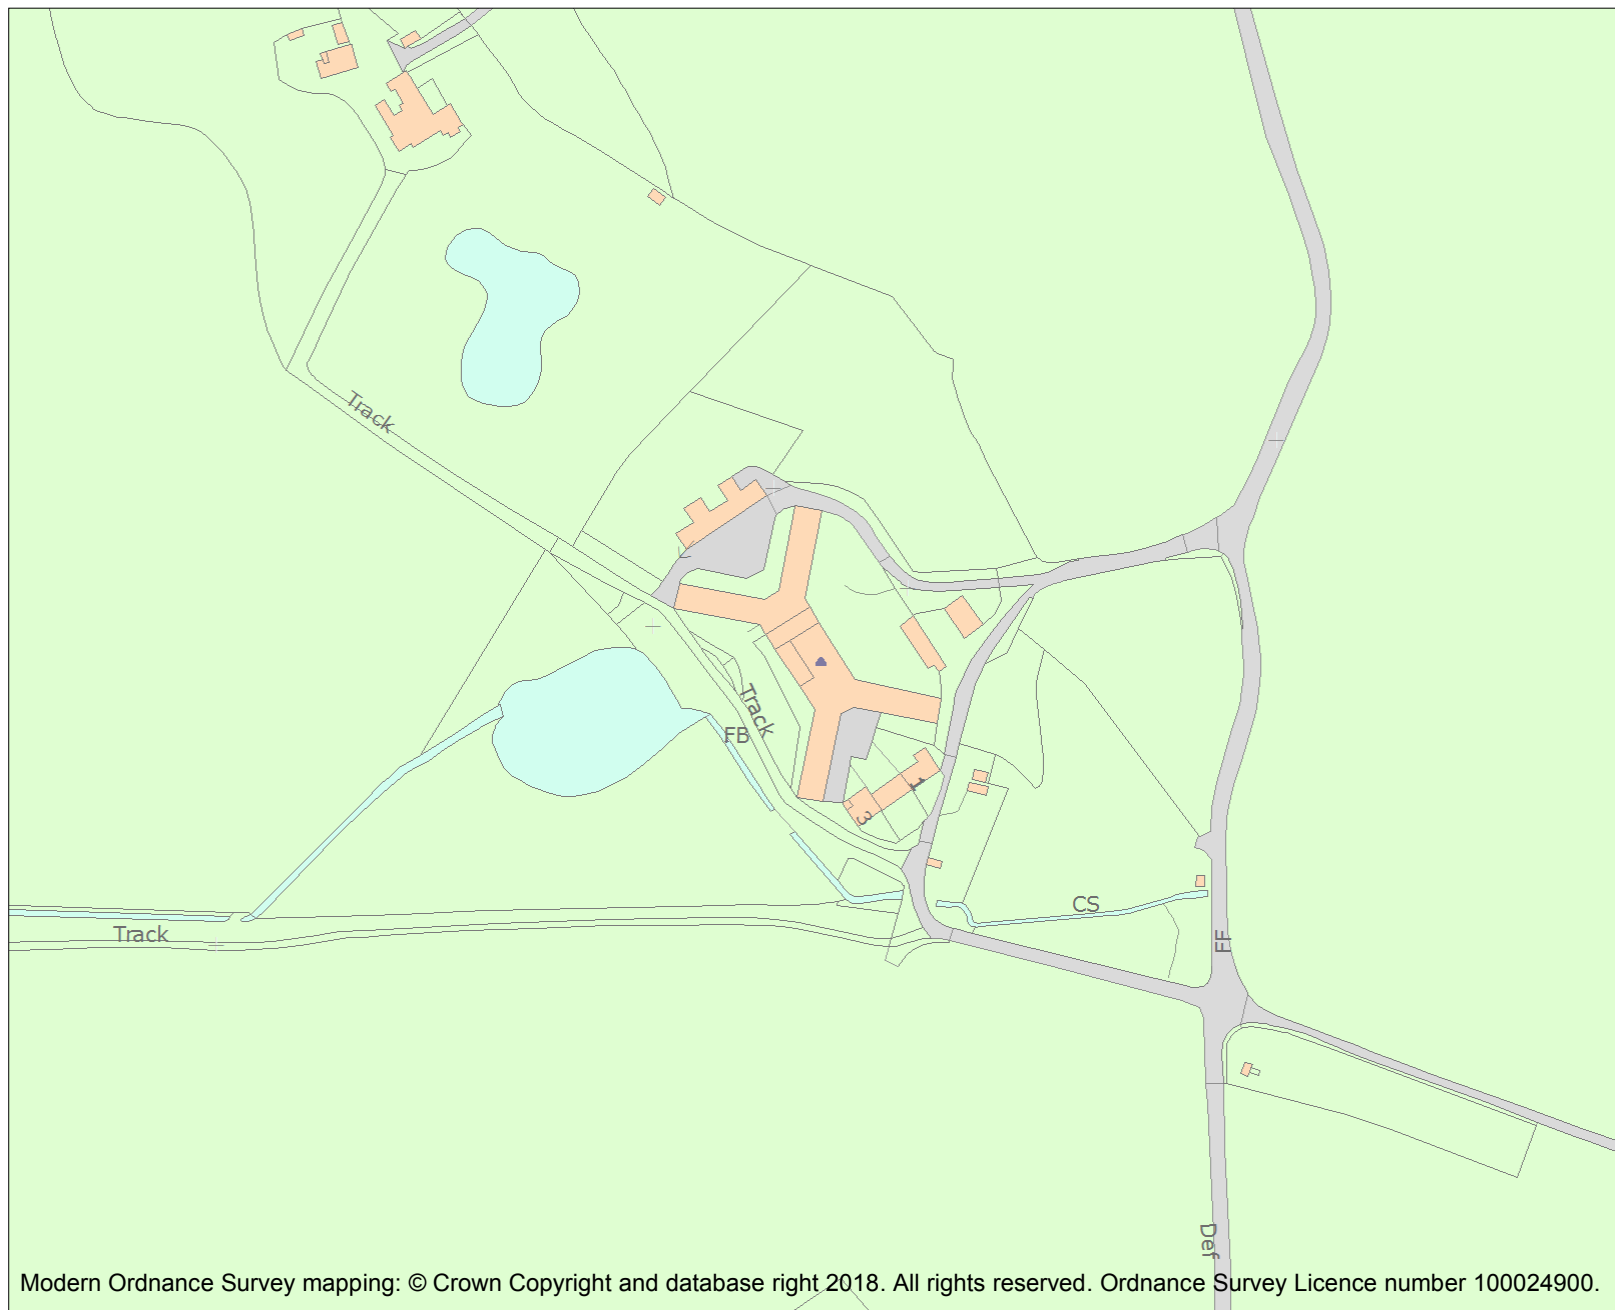 Track
Track
FB
1
3
CS
Track
FF
Def
Modern Ordnance Survey mapping: © Crown Copyright and database right 2018. All rights reserved. Ordnance Survey Licence number 100024900.